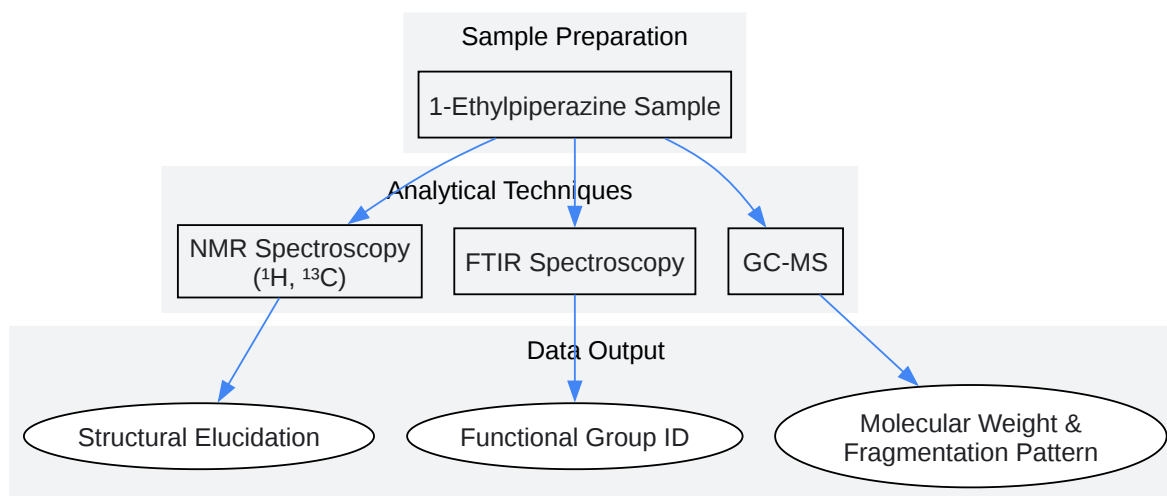 Sample Preparation
1-Ethylpiperazine Sample
Analytical Techniques
NMR Spectroscopy
(¹H, ¹³C)
FTIR Spectroscopy
GC-MS
Data Output
Structural Elucidation
Functional Group ID
Molecular Weight &
Fragmentation Pattern